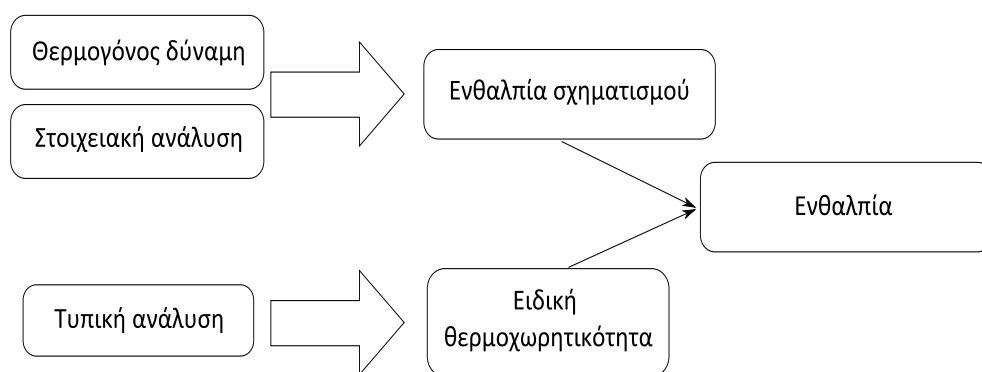 Θερμογόνος δύναμη
Στοιχειακή ανάλυση
Ενθαλπία σχηματισμού
Ενθαλπία
Τυπική ανάλυση
Ειδική
θερμοχωρητικότητα